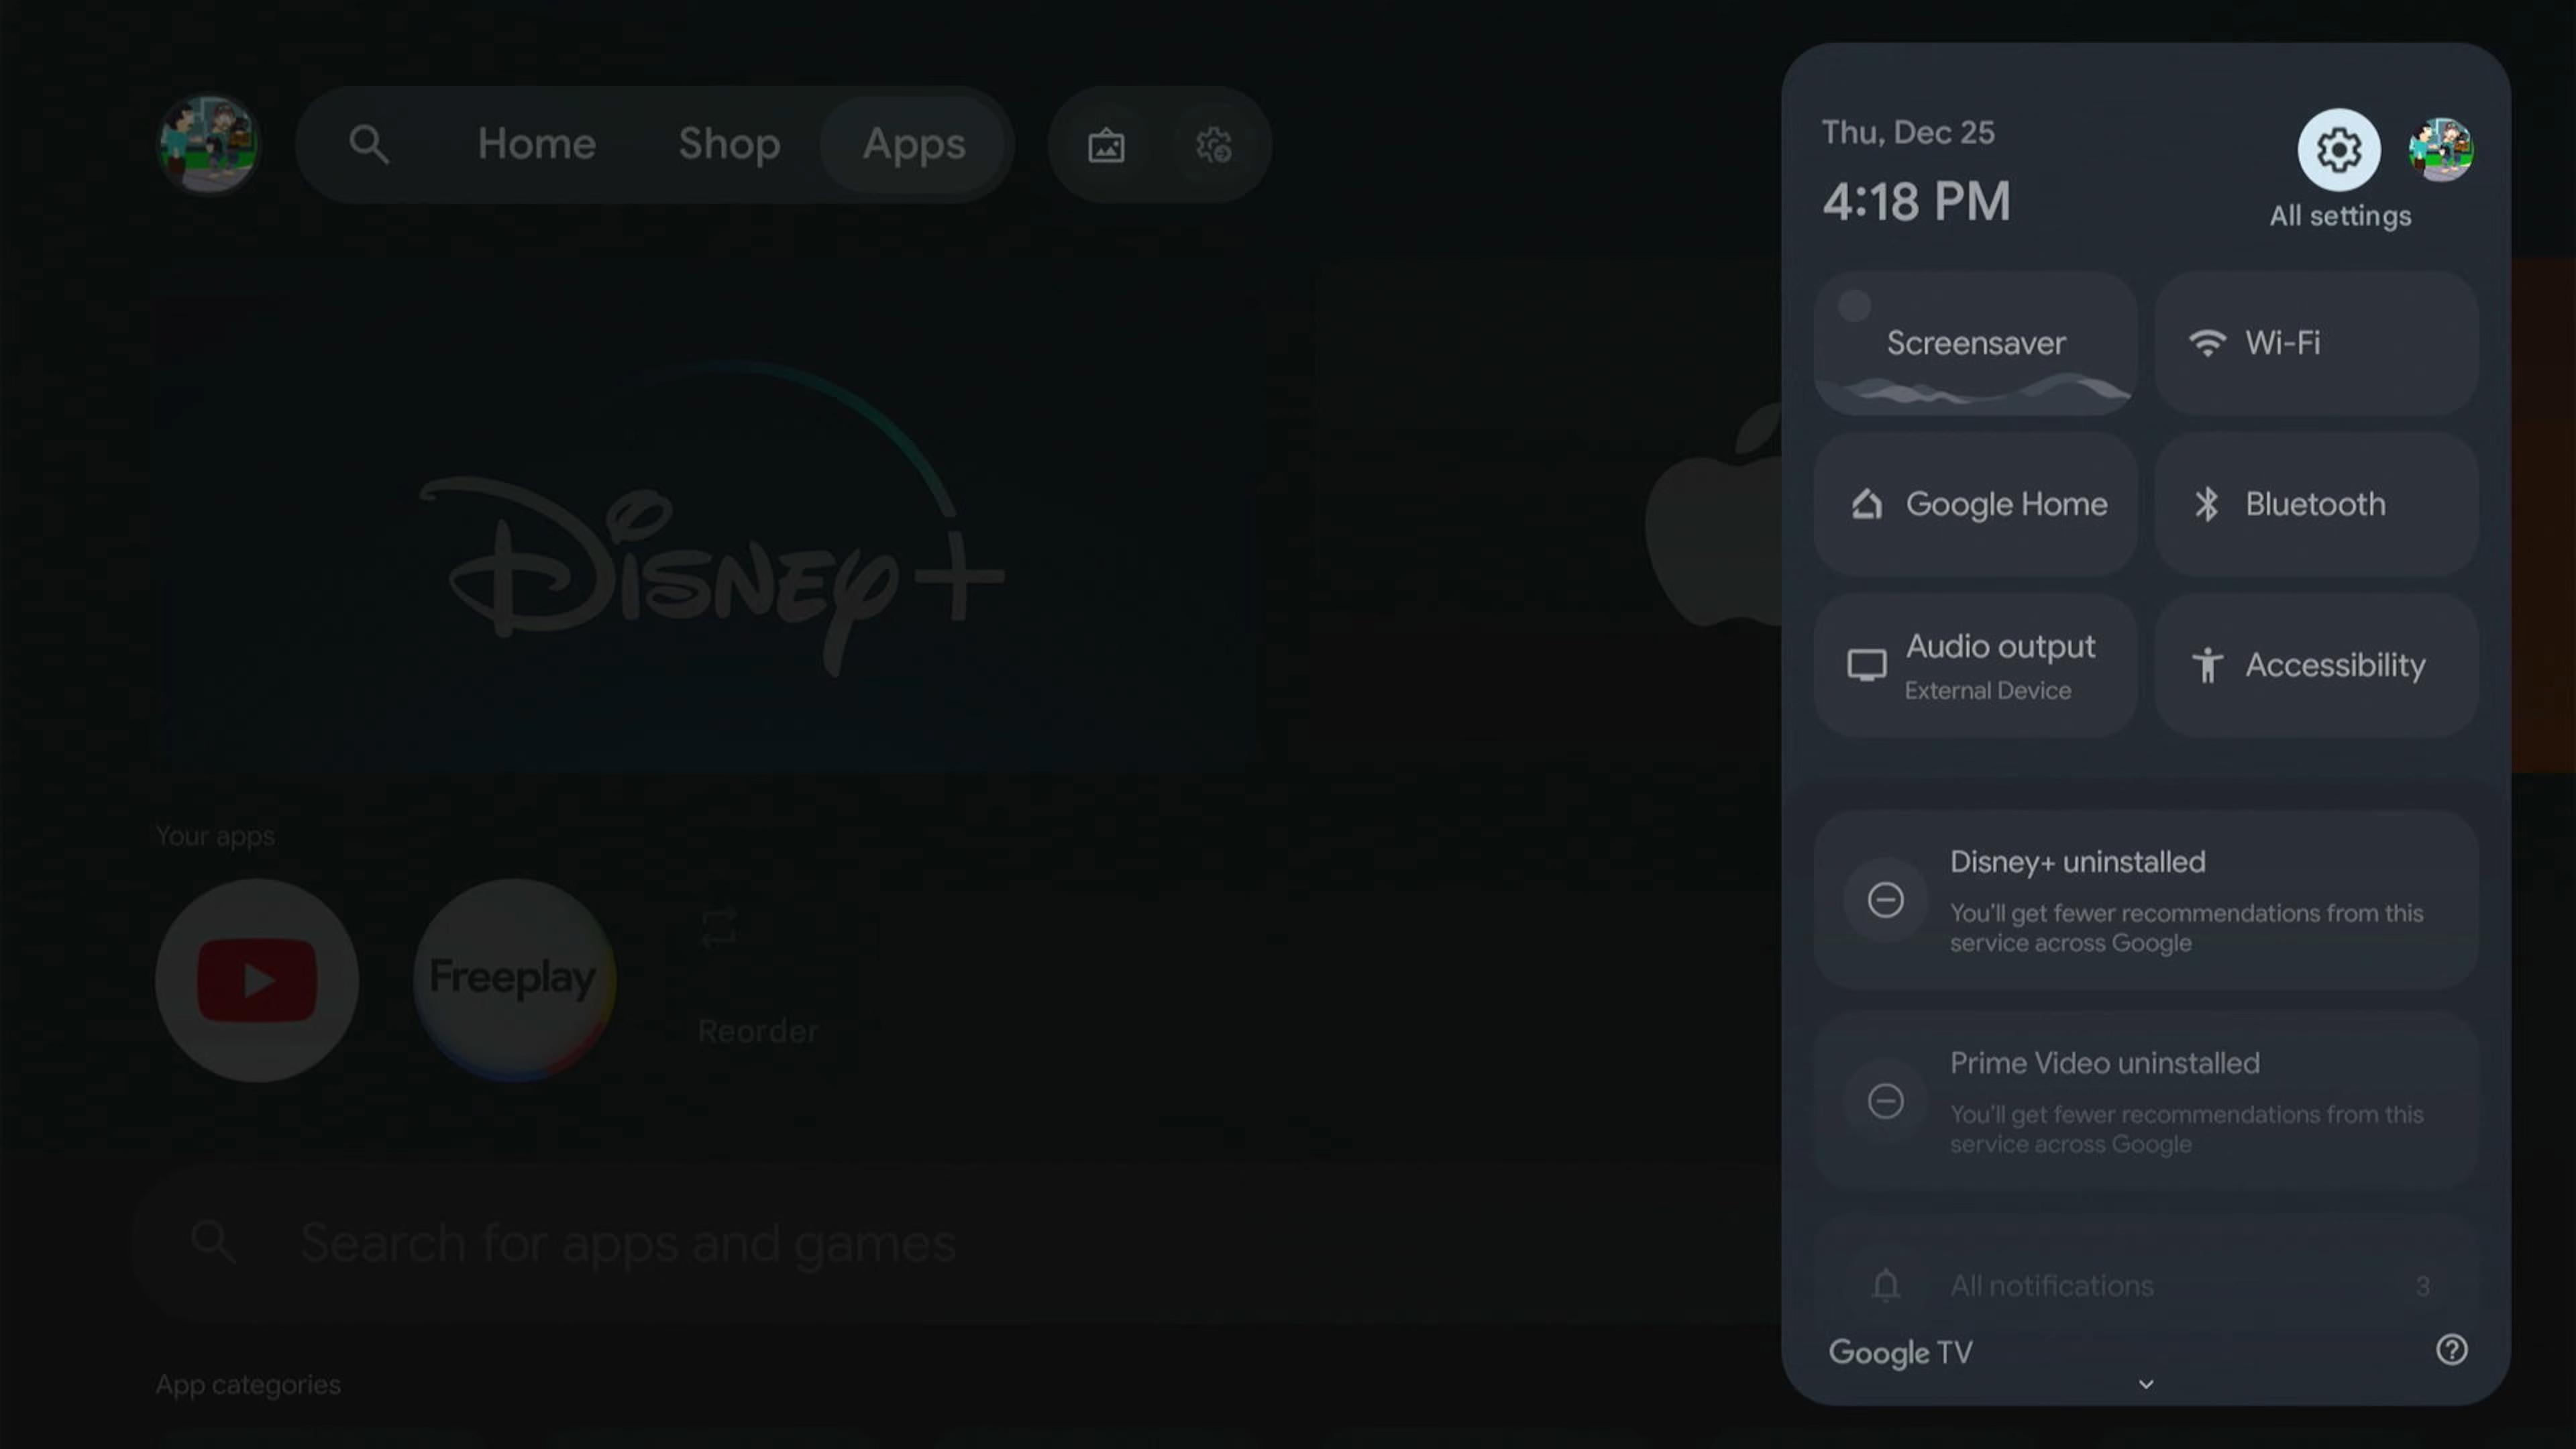 Home
Shop
Apps
Disney+
Your apps
Freeplay
Reorder
Search for apps and games
App categories
Thu, Dec 25
4:18 PM
All settings
Screensaver
Wi-Fi
Google Home
Bluetooth
Audio output
External Device
Accessibility
Disney+ uninstalled
You'll get fewer recommendations from this
service across Google
Prime Video uninstalled
You'll get fewer recommendations from this
service across Google
All notifications
3
Google TV